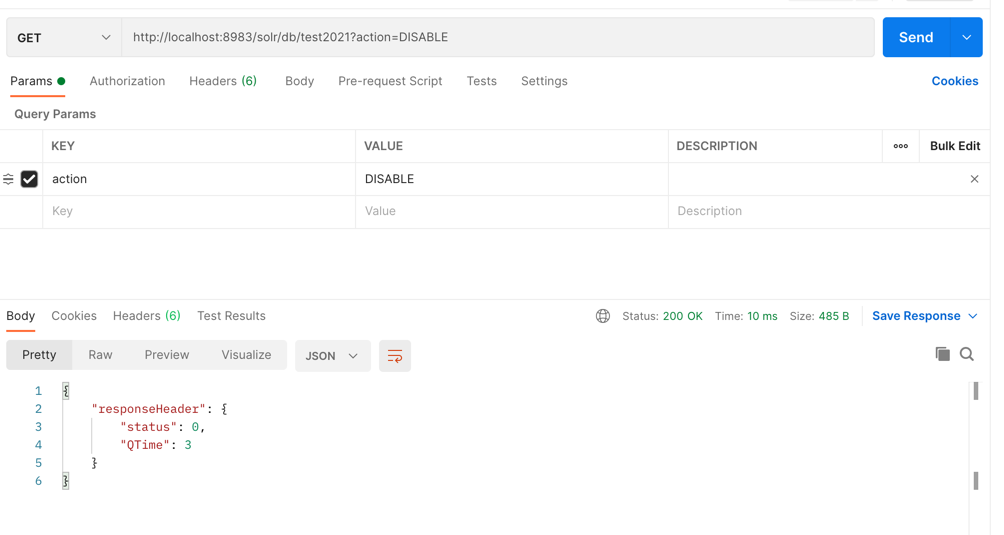 GET http://localhost:8983/solr/db/test2021?action=DISABLE Send
Params Authorization Headers (6) Body Pre-request Script Tests Settings Cookies
Query Params
KEY VALUE DESCRIPTION ooo Bulk Edit
action DISABLE
Key Value Description
Body Cookies Headers (6) Test Results Status: 200 OK Time: 10 ms Size: 485 B Save Response
Pretty Raw Preview Visualize JSON
1 {
2 "responseHeader": {
3 "status": 0,
4 "QTime": 3
5 }
6 }